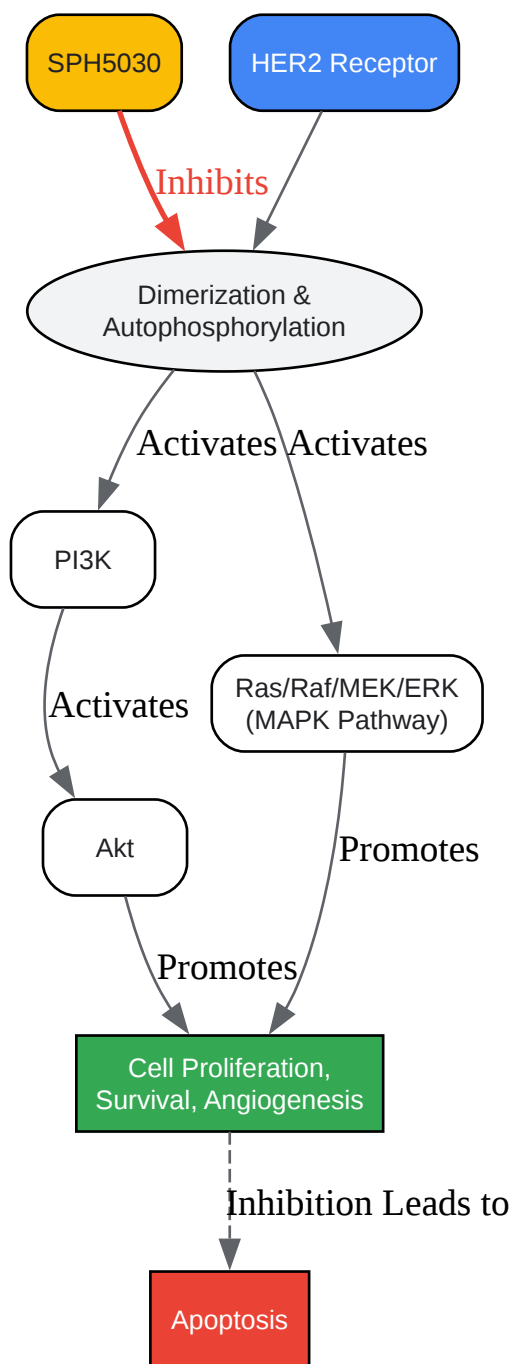 SPH5030
HER2 Receptor
Inhibits
Dimerization &
Autophosphorylation
Activates
Activates
PI3K
Ras/Raf/MEK/ERK
(MAPK Pathway)
Activates
Akt
Promotes
Promotes
Cell Proliferation,
Survival, Angiogenesis
Inhibition Leads to
Apoptosis